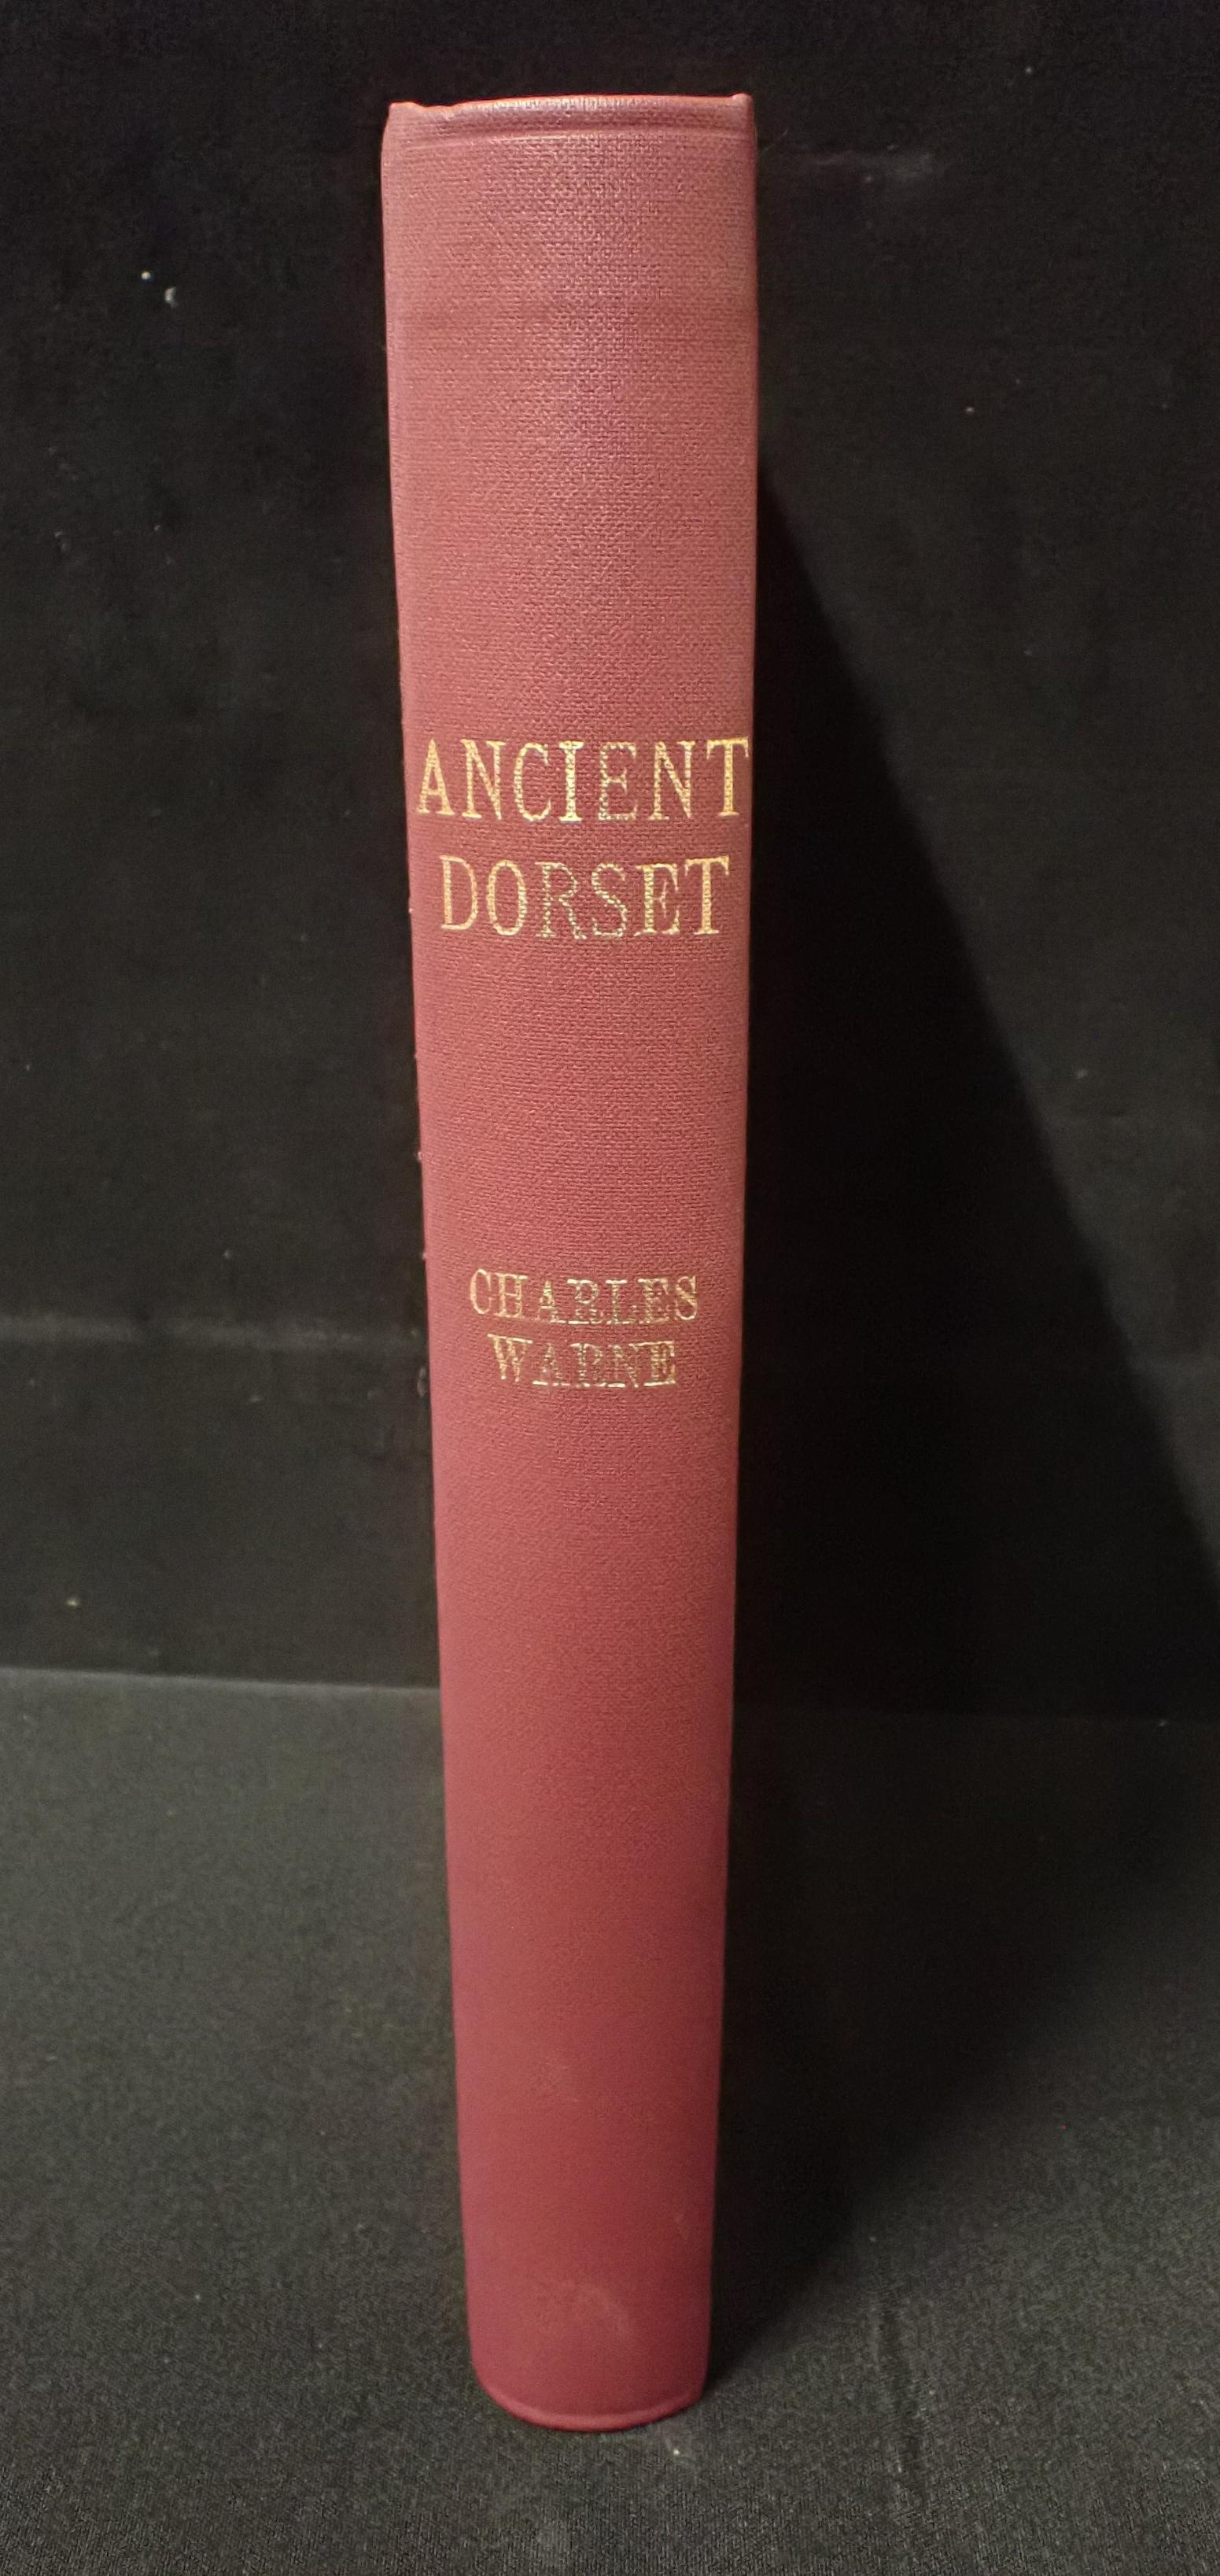 ANCIENT
DORSET
CHARLES
WARNE